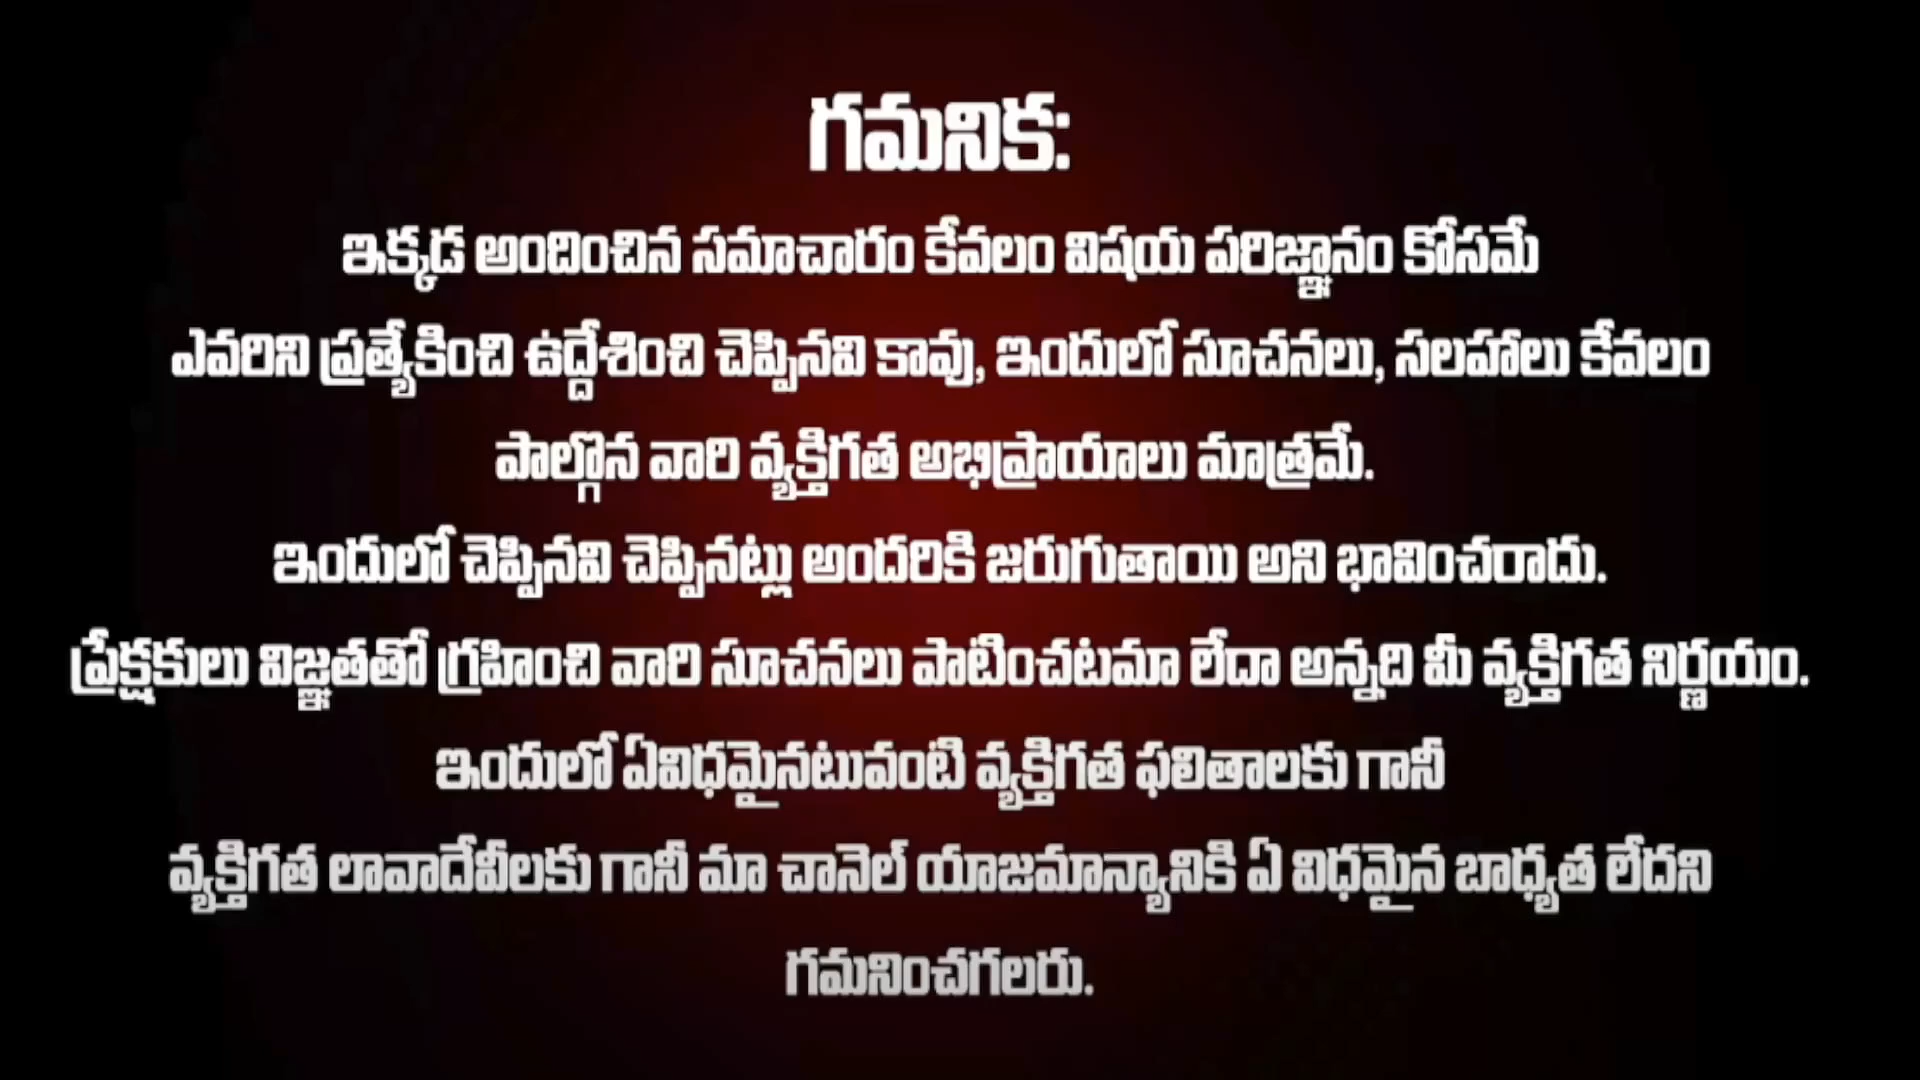 గమనిక:
ఇక్కడ అందించిన సమాచారం కేవలం విషయ పరిజ్ఞానం కోసమే
ఎవరిని ప్రత్యేకించి ఉద్దేశించి చెప్పినవి కావు, ఇందులో సూచనలు, సలహాలు కేవలం
పాల్గొన వారి వ్యక్తిగత అభిప్రాయాలు మాత్రమే.
ఇందులో చెప్పినవి చెప్పినట్లు అందరికి జరుగుతాయి అని భావించరాదు.
ప్రేక్షకులు విజ్ఞతతో గ్రహించి వారి సూచనలు పాటించటమా లేదా అన్నది మీ వ్యక్తిగత నిర్ణయం.
ఇందులో ఏవిధమైనటువంటి వ్యక్తిగత ఫలితాలకు గానీ
వ్యక్తిగత లావాదేవీలకు గానీ మా చానెల్ యాజమాన్యానికి ఏ విధమైన బాధ్యత లేదని
గమనించగలరు.